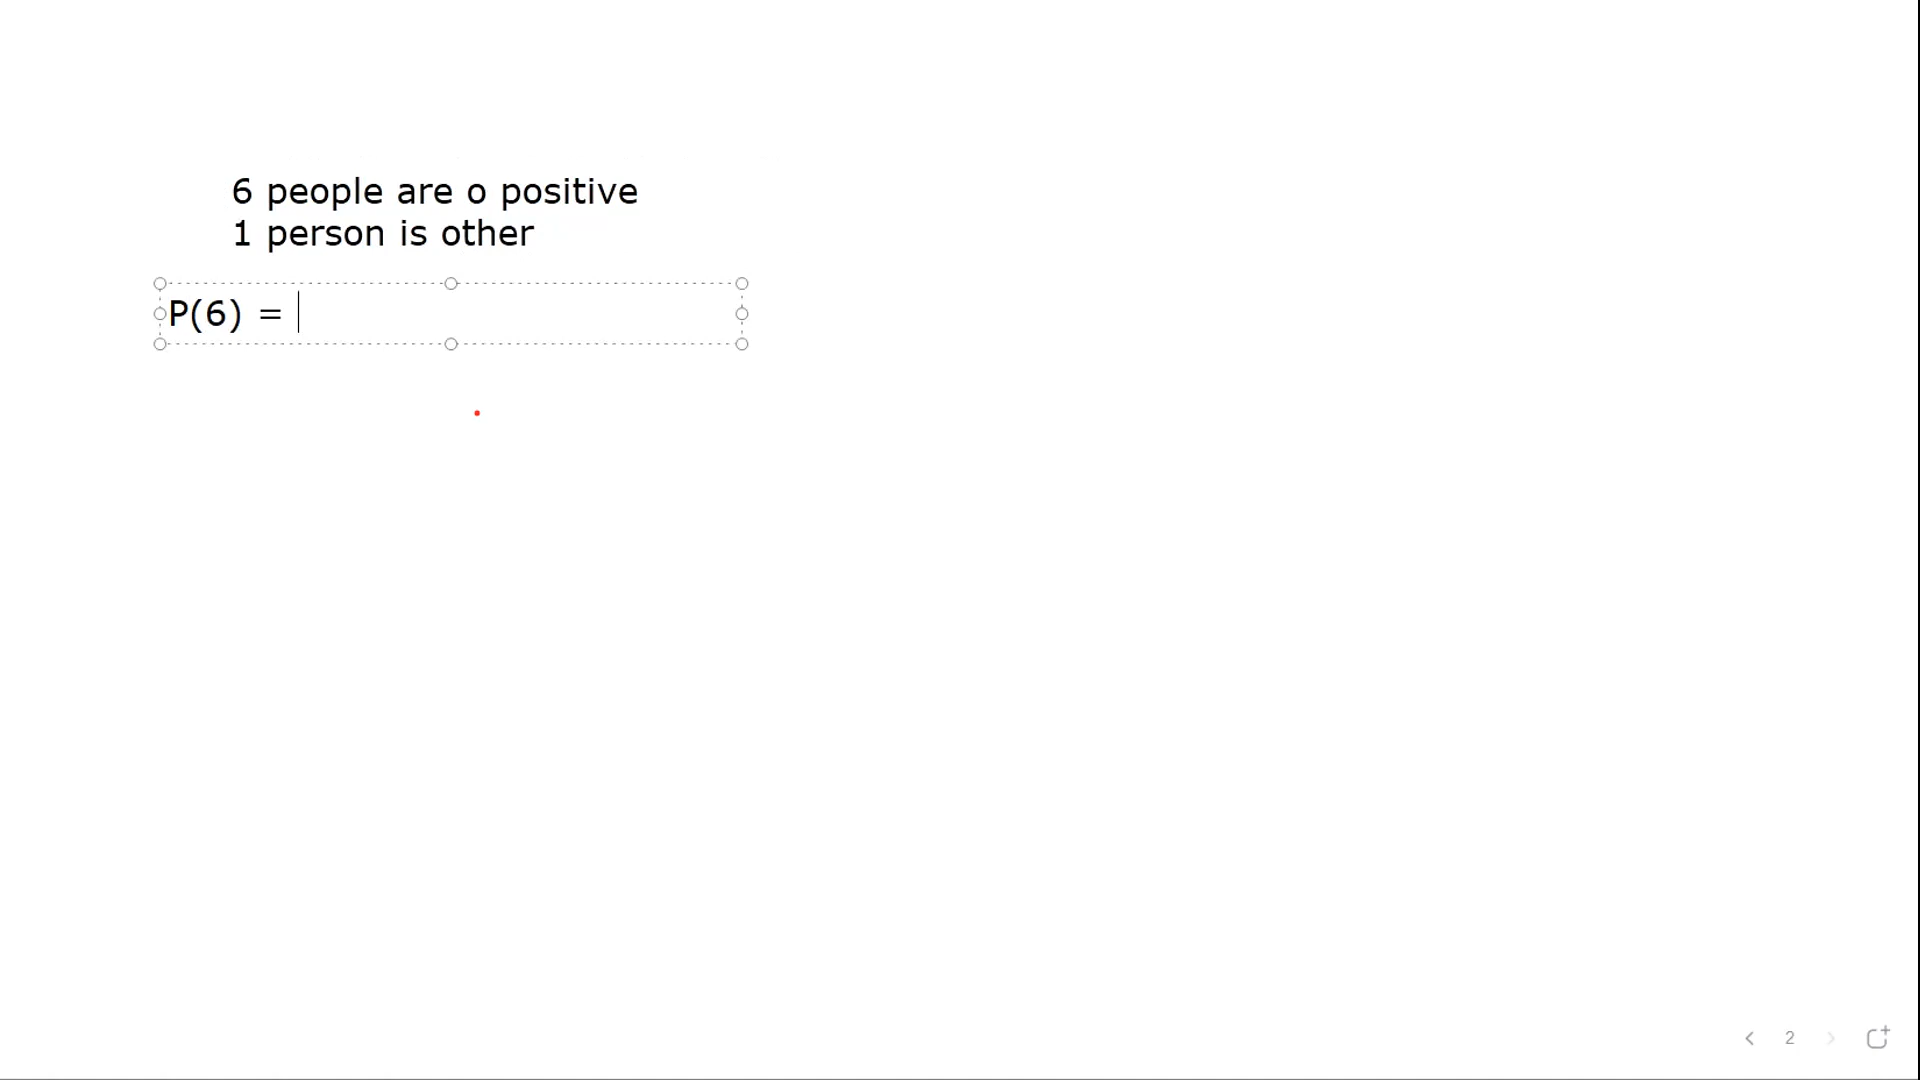 6 people are o positive
1 person is other
P(6) =
2